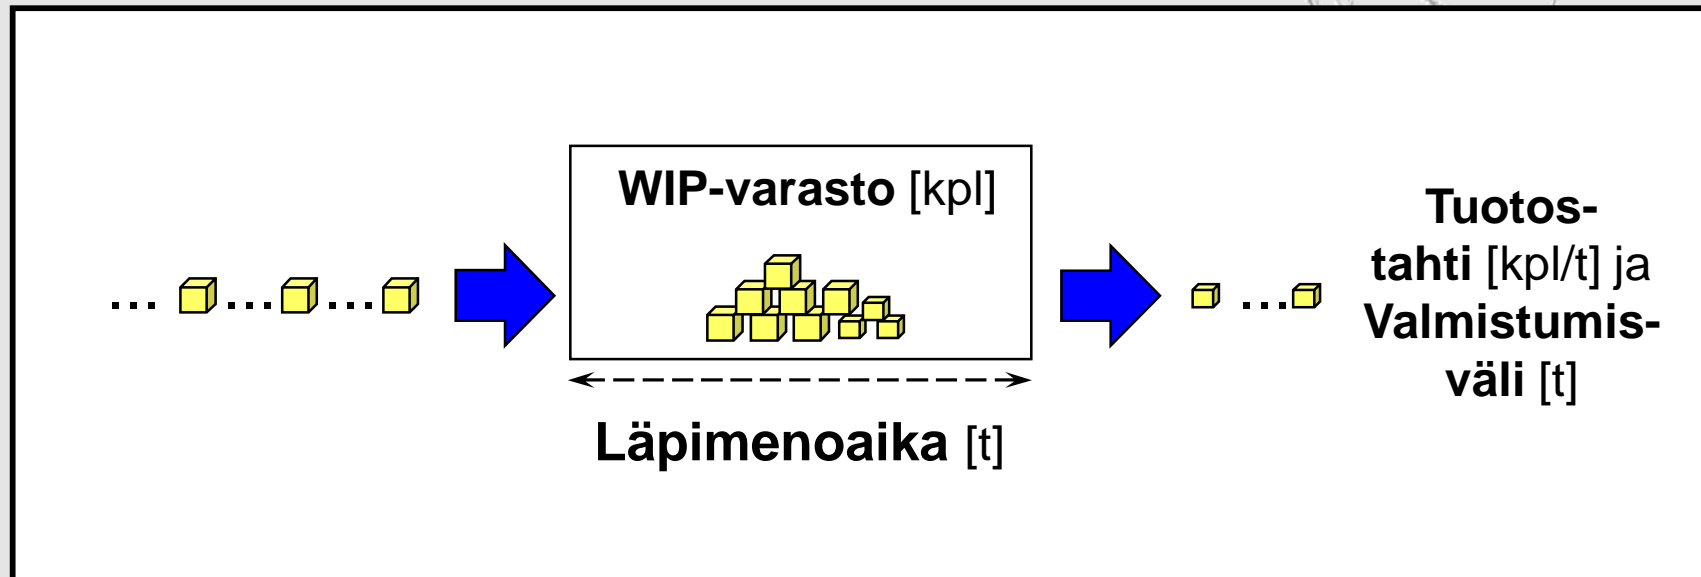 WIP-varasto [kpl]
Tuotos-
tahti [kpl/t] ja
Valmistumis-
väli [t]
Läpimenoaika [t]